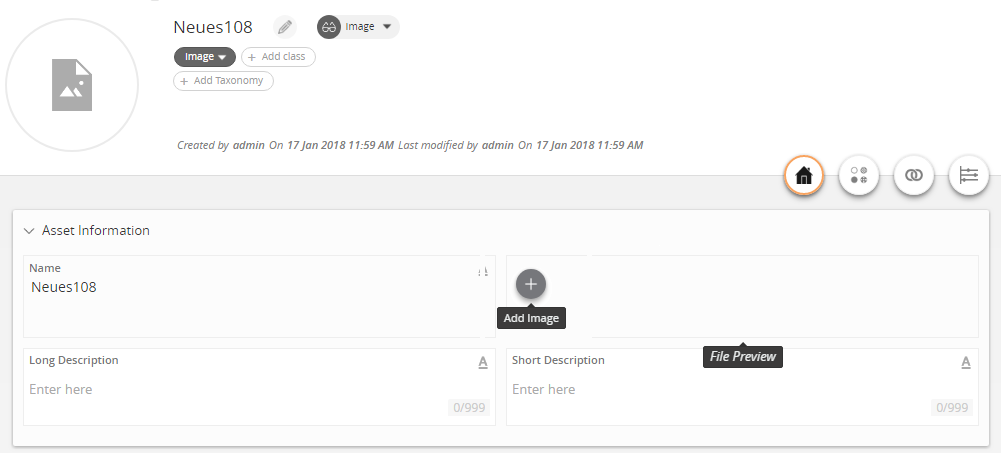 Neues108
Image
Image
+ Add class
+ Add Taxonomy
Created by admin On 17 Jan 2018 11:59 AM Last modified by admin On 17 Jan 2018 11:59 AM
Asset Information
Name
Neues108
Add Image
File Preview
Long Description
A
Enter here
0/999
Short Description
A
Enter here
0/999